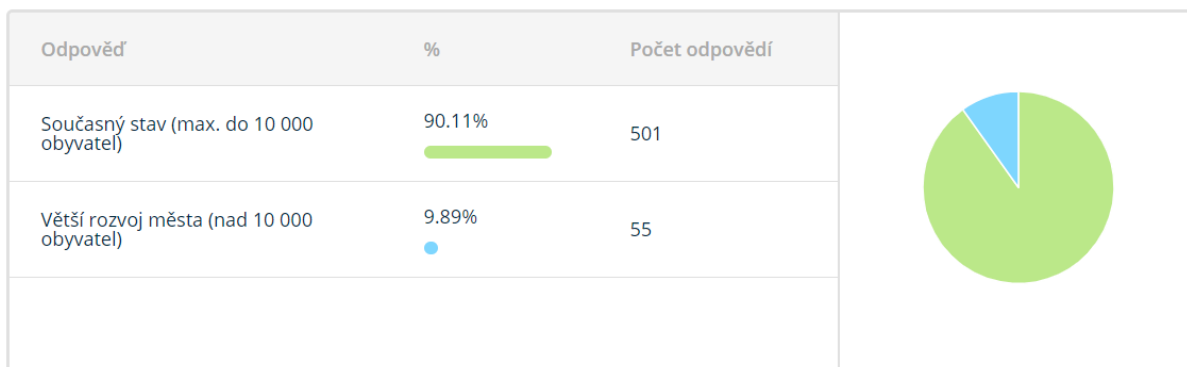 Odpověď % Počet odpovědí
Současný stav (max. do 10 000
obyvatel)
90.11%
501
Větší rozvoj města (nad 10 000
obyvatel)
9.89%
55